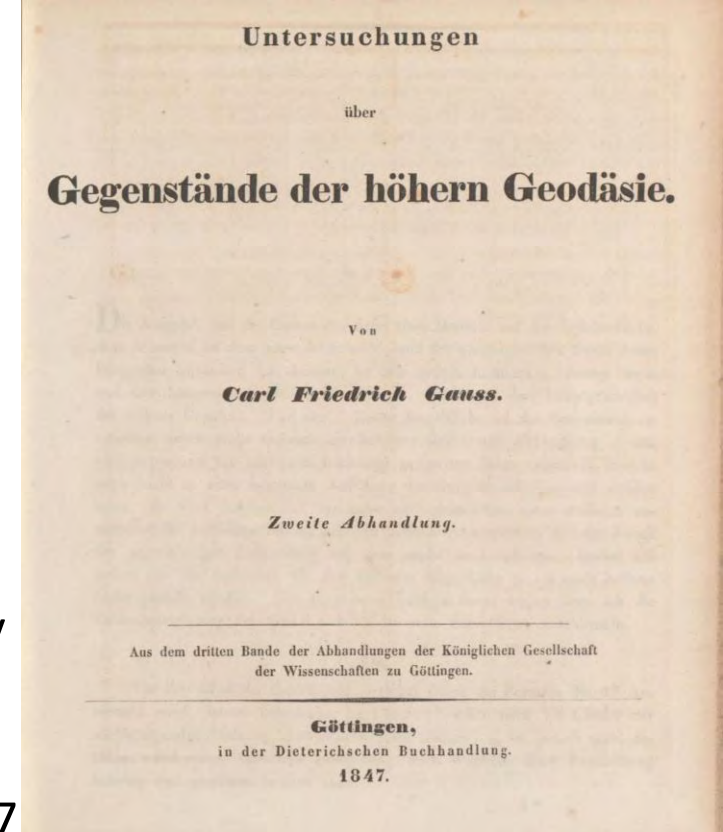 Untersuchungen
über
Gegenstände der höhern Geodäsie.
Von
Carl Friedrich Gauss.
Zweite Abhandlung.
Aus dem dritten Bande der Abhandlungen der Königlichen Gesellschaft
der Wissenschaften zu Göttingen.
Göttingen,
in der Dieterichschen Buchhandlung.
1847.
7